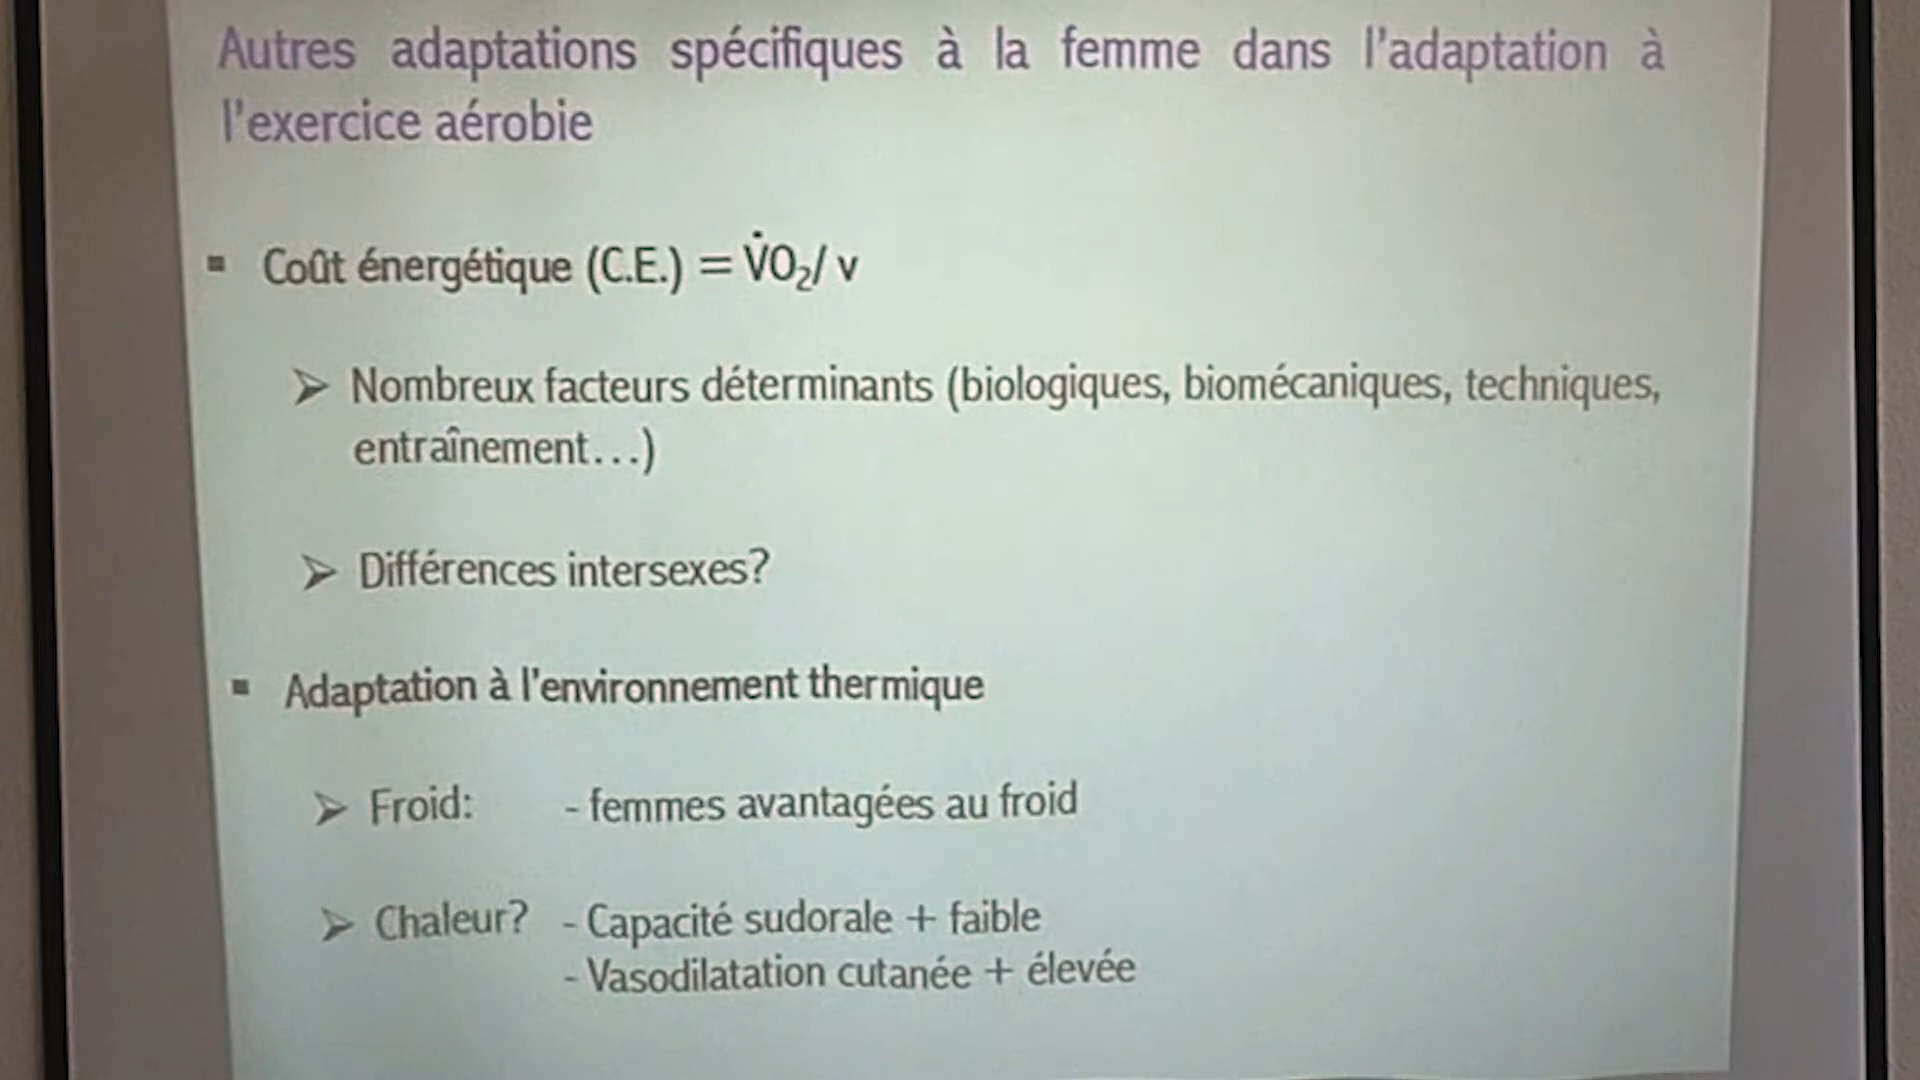 Autres adaptations spécifiques à la femme dans l'adaptation à
l'exercice aérobie
▪ Coût énergétique (C.E.) = V̇O₂/ v
➢ Nombreux facteurs déterminants (biologiques, biomécaniques, techniques,
entraînement…)
➢ Différences intersexes?
▪ Adaptation à l'environnement thermique
➢ Froid: - femmes avantagées au froid
➢ Chaleur? - Capacité sudorale + faible
- Vasodilatation cutanée + élevée